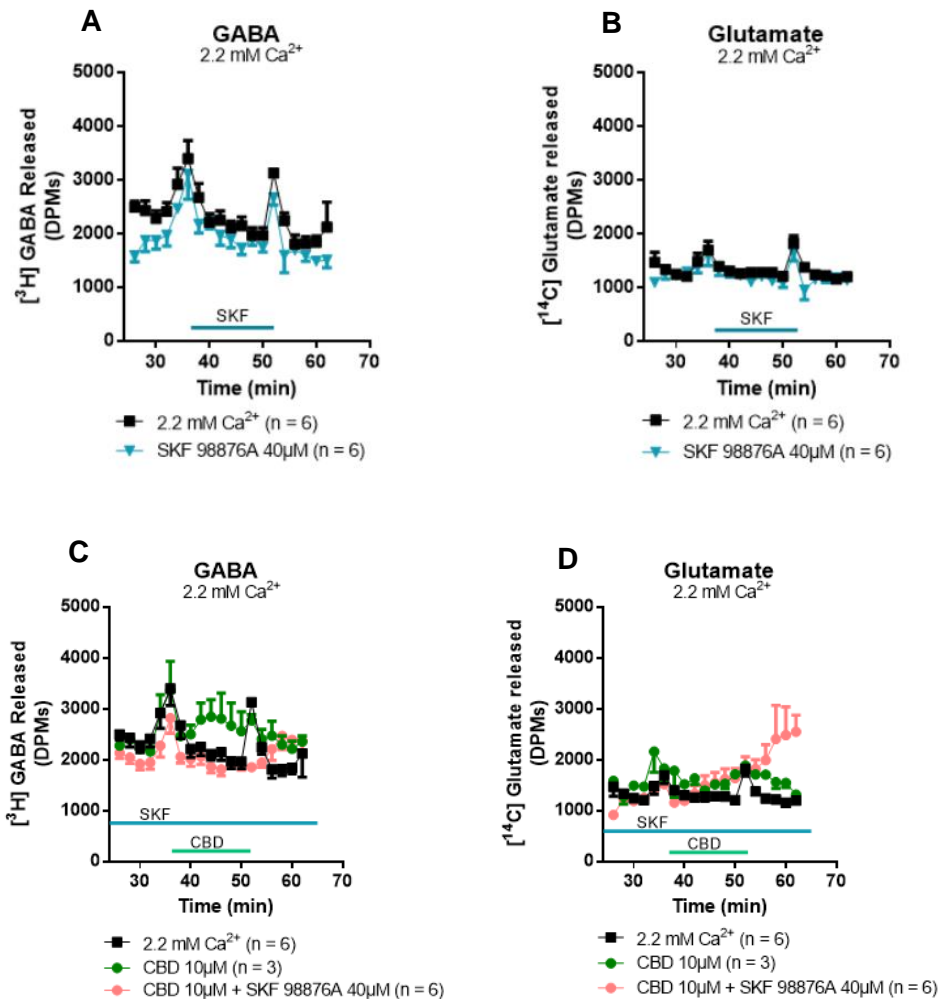 A
GABA
2.2 mM Ca²⁺
[³H] GABA Released
(DPMs)
5000
4000
3000
2000
1000
0
SKF
30 40 50 60 70
Time (min)
2.2 mM Ca²⁺ (n = 6)
SKF 98876A 40µM (n = 6)
B
Glutamate
2.2 mM Ca²⁺
[¹⁴C] Glutamate released
(DPMs)
5000
4000
3000
2000
1000
0
SKF
30 40 50 60 70
Time (min)
2.2 mM Ca²⁺ (n = 6)
SKF 98876A 40µM (n = 6)
C
GABA
2.2 mM Ca²⁺
[³H] GABA Released
(DPMs)
5000
4000
3000
2000
1000
0
SKF
CBD
30 40 50 60 70
Time (min)
2.2 mM Ca²⁺ (n = 6)
CBD 10µM (n = 3)
CBD 10µM + SKF 98876A 40µM (n = 6)
D
Glutamate
2.2 mM Ca²⁺
[¹⁴C] Glutamate released
(DPMs)
5000
4000
3000
2000
1000
0
SKF
CBD
30 40 50 60 70
Time (min)
2.2 mM Ca²⁺ (n = 6)
CBD 10µM (n = 3)
CBD 10µM + SKF 98876A 40µM (n = 6)